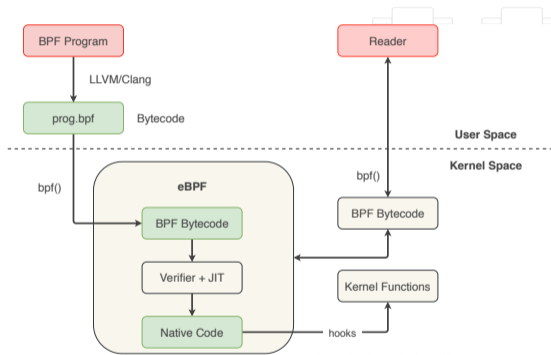 BPF Program
Reader
LLVM/Clang
prog.bpf
Bytecode
User Space
Kernel Space
bpf()
bpf()
eBPF
BPF Bytecode
BPF Bytecode
Verifier + JIT
Kernel Functions
Native Code
hooks